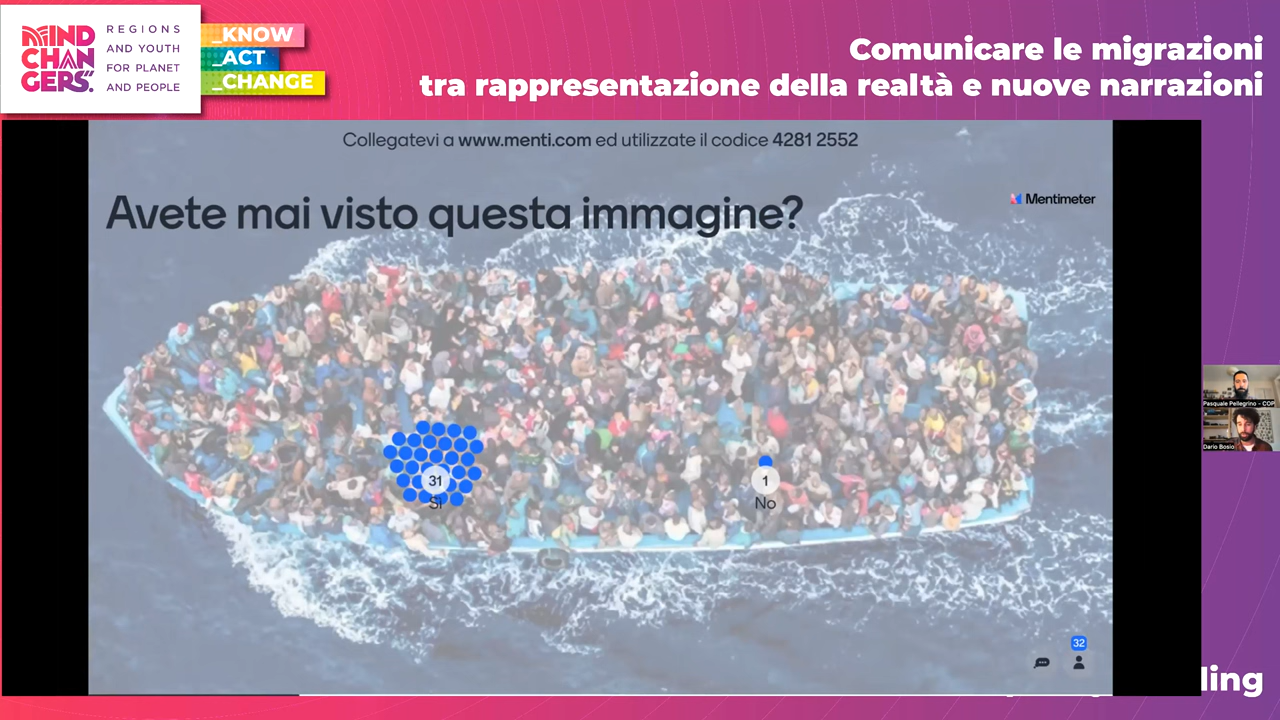 MIND
CHAN
GERS.
REGIONS
AND YOUTH
FOR PLANET
AND PEOPLE
_KNOW
_ACT
_CHANGE
Comunicare le migrazioni
tra rappresentazione della realtà e nuove narrazioni
Collegatevi a www.menti.com ed utilizzate il codice 4281 2552
Avete mai visto questa immagine?
Mentimeter
31
Sì
1
No
Pasquale Pellegrino - COP
Dario Bosio
32
ling